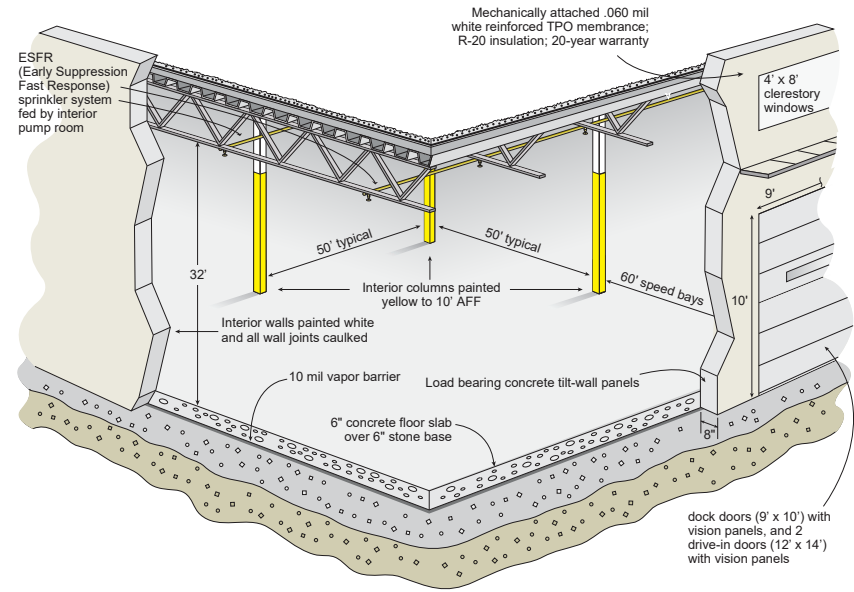 Mechanically attached .060 mil
white reinforced TPO membrance;
R-20 insulation; 20-year warranty
ESFR
(Early Suppression
Fast Response)
sprinkler system
fed by interior
pump room
4' x 8'
clerestory
windows
9'
50' typical
50' typical
32'
60' speed bays
10'
Interior columns painted
yellow to 10' AFF
Interior walls painted white
and all wall joints caulked
10 mil vapor barrier
Load bearing concrete tilt-wall panels
6" concrete floor slab
over 6" stone base
8"
dock doors (9' x 10') with
vision panels, and 2
drive-in doors (12' x 14')
with vision panels